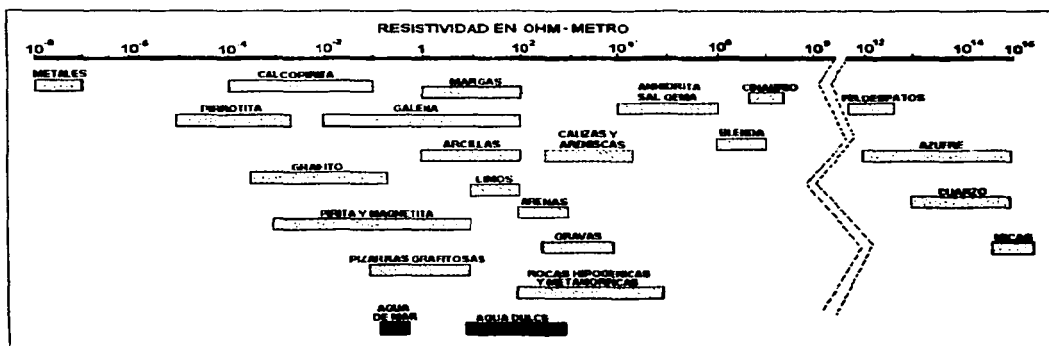 RESISTIVIDAD EN OHM-METRO
10⁻⁸ 10⁻⁶ 10⁻⁴ 10⁻² 1 10² 10⁴ 10⁶ 10⁹ 10¹² 10¹⁴ 10¹⁶
METALES CALCOPIRITA MARGAS ANHIDRITA CINABRIO
SAL GEMA FELDESPATOS
PIRROTITA GALENA
ARCILLAS CALIZAS Y BLENDA AZUFRE
ARENISCAS
GRAFITO LIMOS
CUARZO
ARENAS
PIRITA Y MAGNETITA
GRAVAS MICAS
PIZARRAS GRAFITOSAS ROCAS HIPOGENICAS
Y METAMORFICAS
AGUA AGUA DULCE
DE MAR